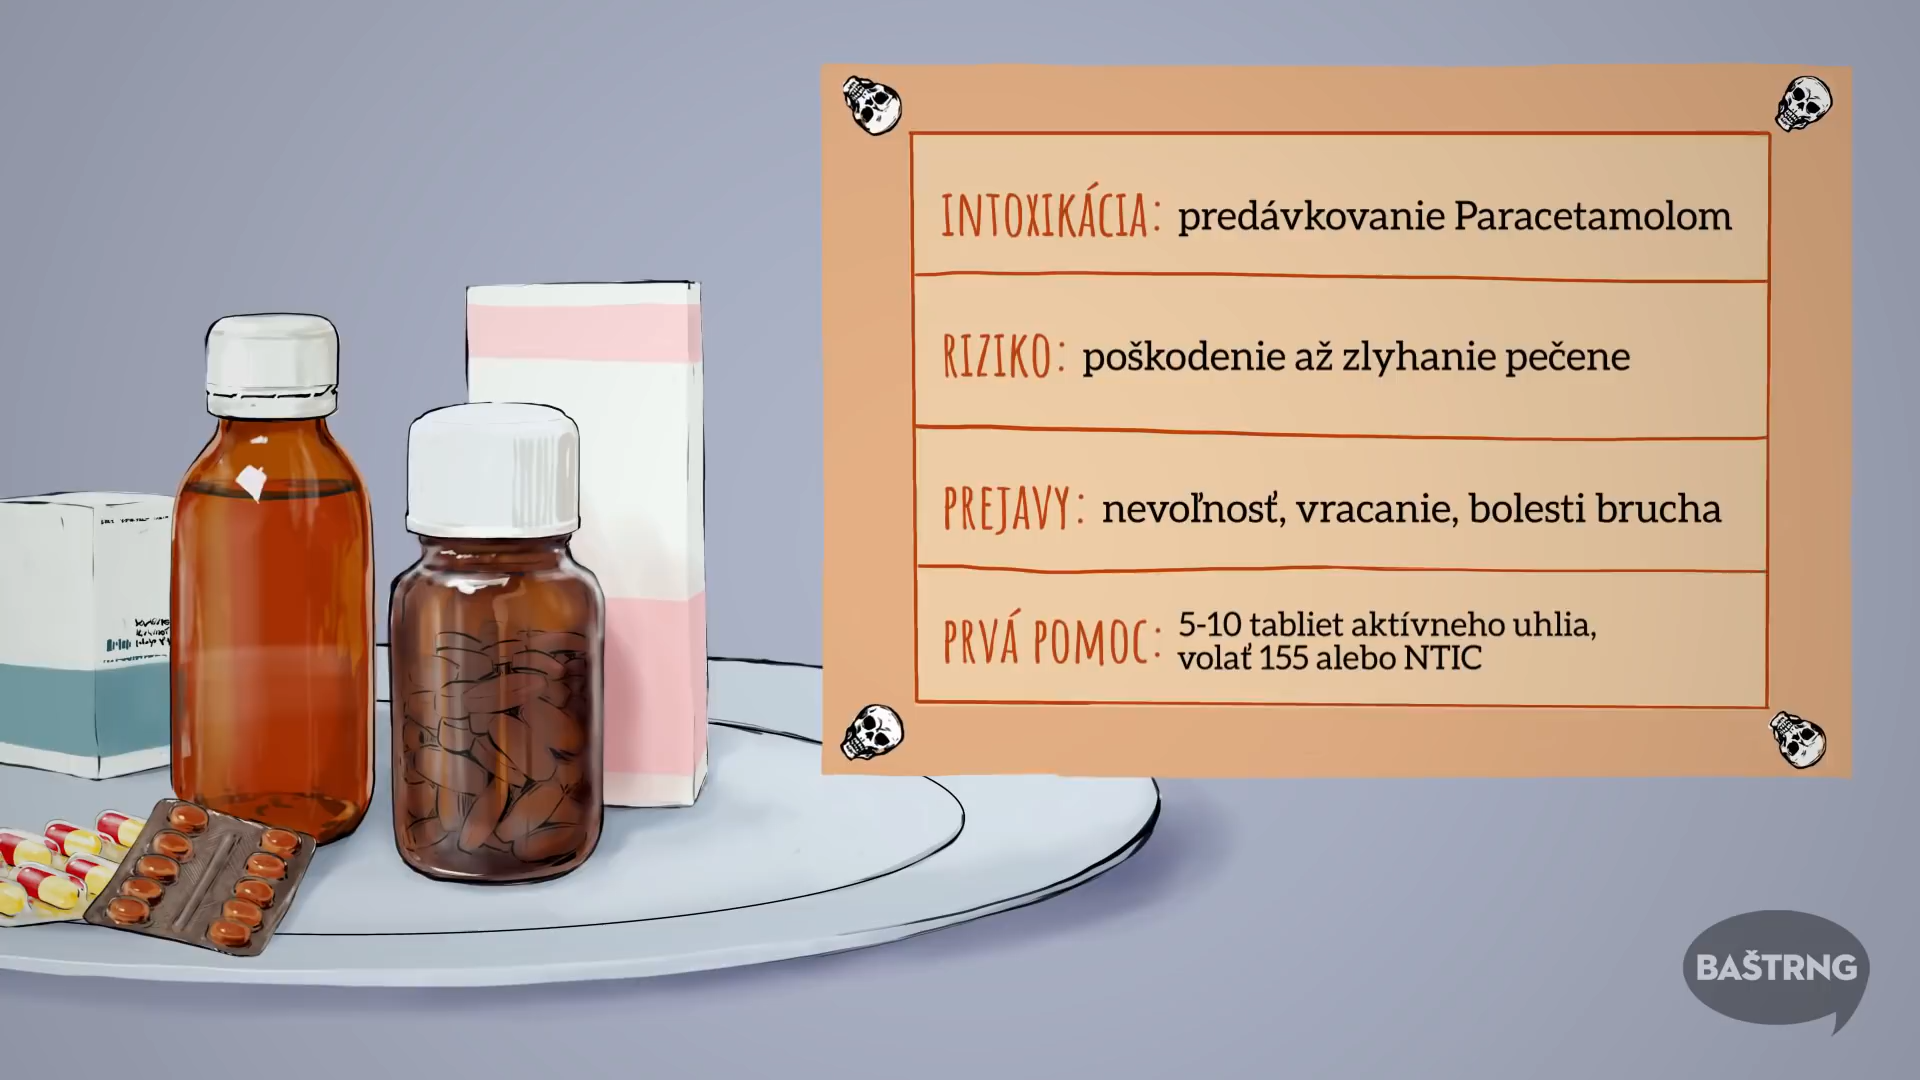 INTOXIKÁCIA: predávkovanie Paracetamolom
RIZIKO: poškodenie až zlyhanie pečene
PREJAVY: nevoľnosť, vracanie, bolesti brucha
PRVÁ POMOC: 5-10 tabliet aktívneho uhlia,
volať 155 alebo NTIC
BAŠTRNG